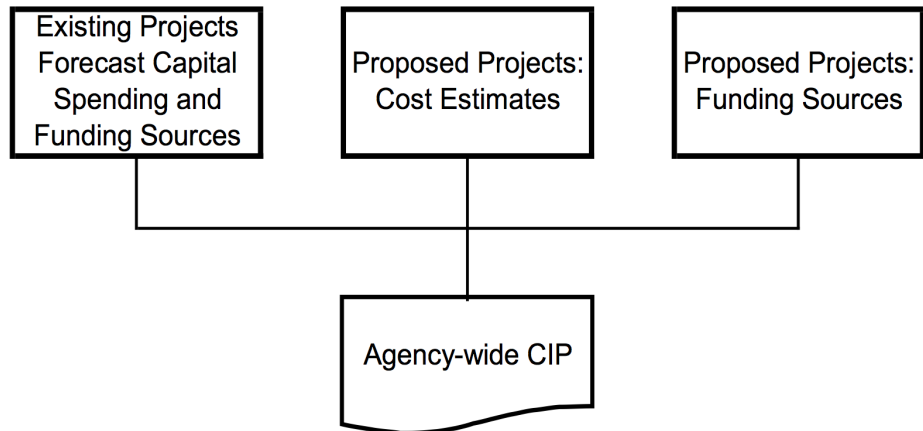 Existing Projects
Forecast Capital
Spending and
Funding Sources
Proposed Projects:
Cost Estimates
Proposed Projects:
Funding Sources
Agency-wide CIP